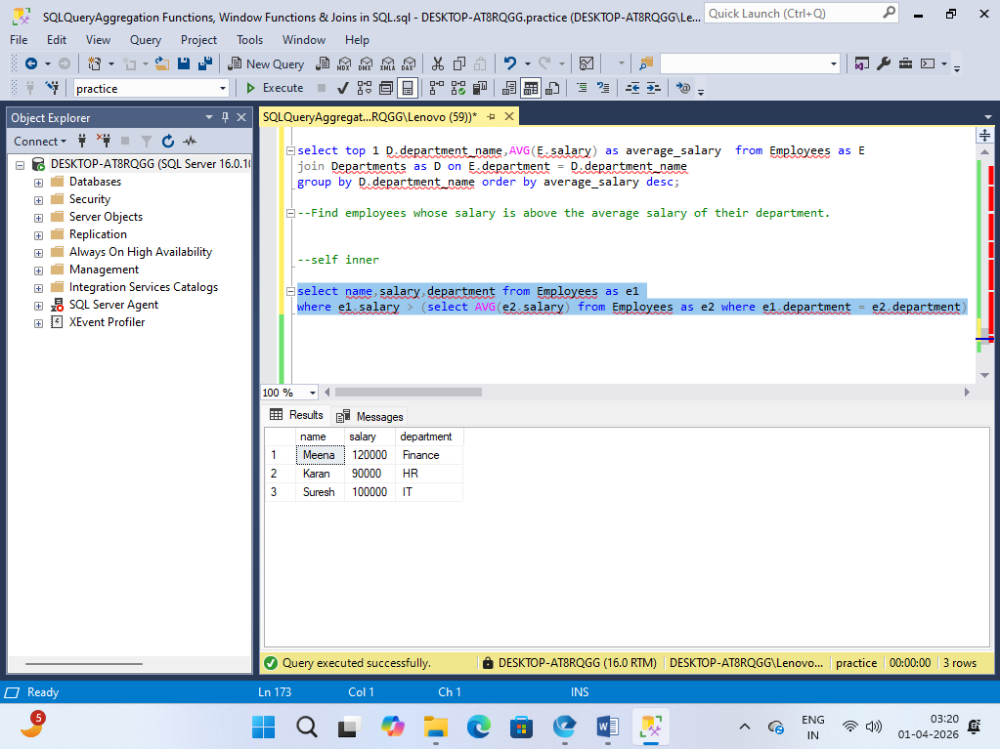 SQLQueryAggregation Functions, Window Functions & Joins in SQL.sql - DESKTOP-AT8RQGG.practice (DESKTOP-AT8RQGG\Le...
Quick Launch (Ctrl+Q)
File Edit View Query Project Tools Window Help
New Query MDX DMX XMLA DAX
practice Execute
Object Explorer
SQLQueryAggregat...RQGG\Lenovo (59))*
Connect
DESKTOP-AT8RQGG (SQL Server 16.0.10
Databases
Security
Server Objects
Replication
Always On High Availability
Management
Integration Services Catalogs
SQL Server Agent
XEvent Profiler
select top 1 D.department_name,AVG(E.salary) as average_salary  from Employees as E
join Departments as D on E.department = D.department_name
group by D.department_name order by average_salary desc;
--Find employees whose salary is above the average salary of their department.
--self inner
select name,salary,department from Employees as e1
where e1.salary > (select AVG(e2.salary) from Employees as e2 where e1.department = e2.department)
100 %
Results Messages
name salary department
1 Meena 120000 Finance
2 Karan 90000 HR
3 Suresh 100000 IT
Query executed successfully. DESKTOP-AT8RQGG (16.0 RTM) DESKTOP-AT8RQGG\Lenovo... practice 00:00:00 3 rows
Ready Ln 173 Col 1 Ch 1 INS
5
ENG
IN
03:20
01-04-2026